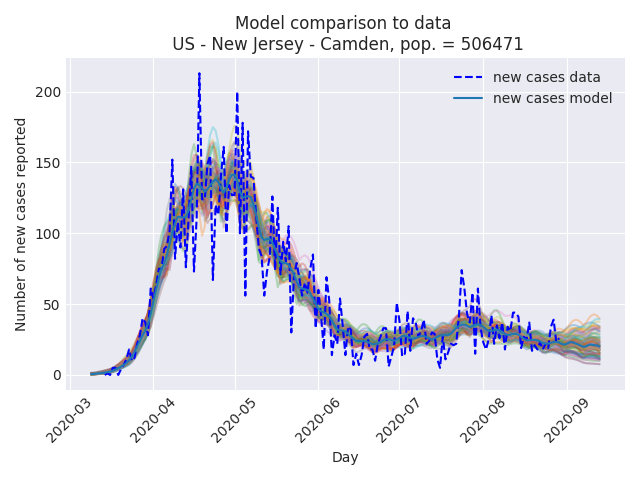 Model comparison to data
US - New Jersey - Camden, pop. = 506471
new cases data
new cases model
Number of new cases reported
200
150
100
50
0
2020-03
2020-04
2020-05
2020-06
2020-07
2020-08
2020-09
Day